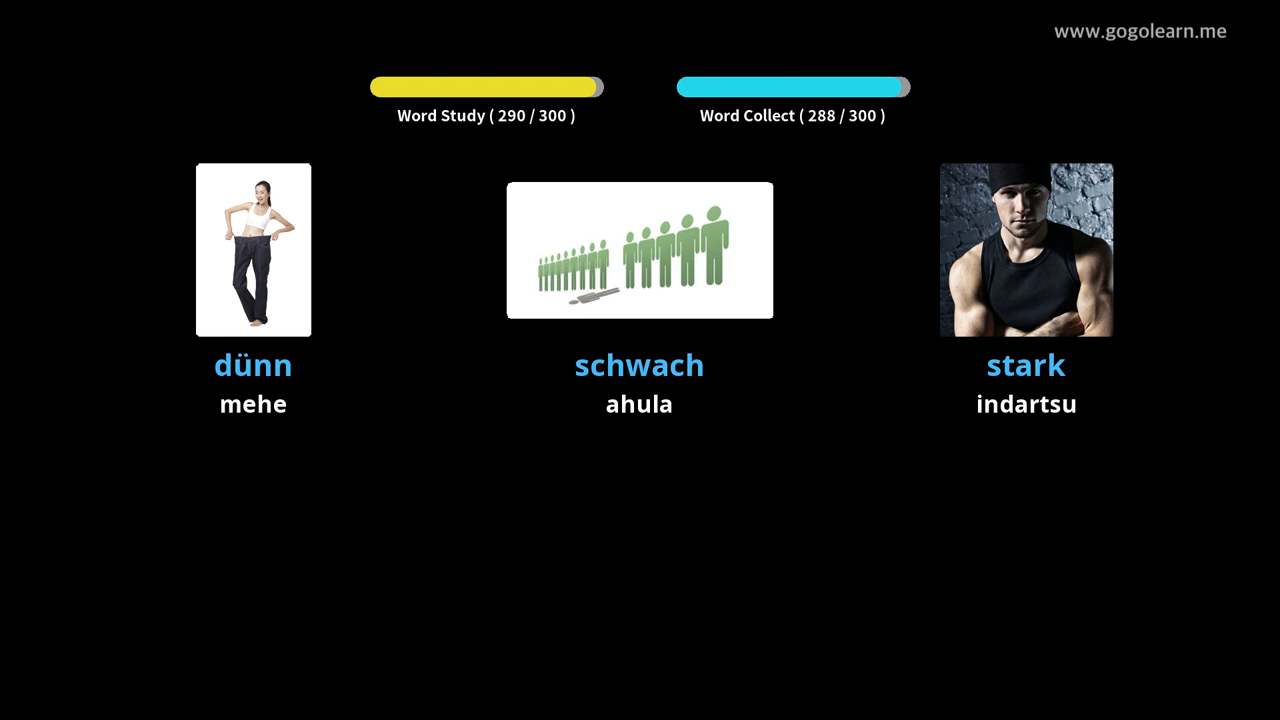 www.gogolearn.me
Word Study ( 290 / 300 )
Word Collect ( 288 / 300 )
dünn
mehe
schwach
ahula
stark
indartsu